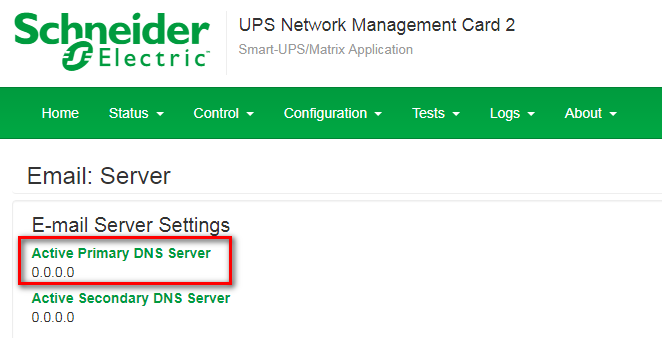 Schneider
Electric
UPS Network Management Card 2
Smart-UPS/Matrix Application
Home Status Control Configuration Tests Logs About
Email: Server
E-mail Server Settings
Active Primary DNS Server
0.0.0.0
Active Secondary DNS Server
0.0.0.0